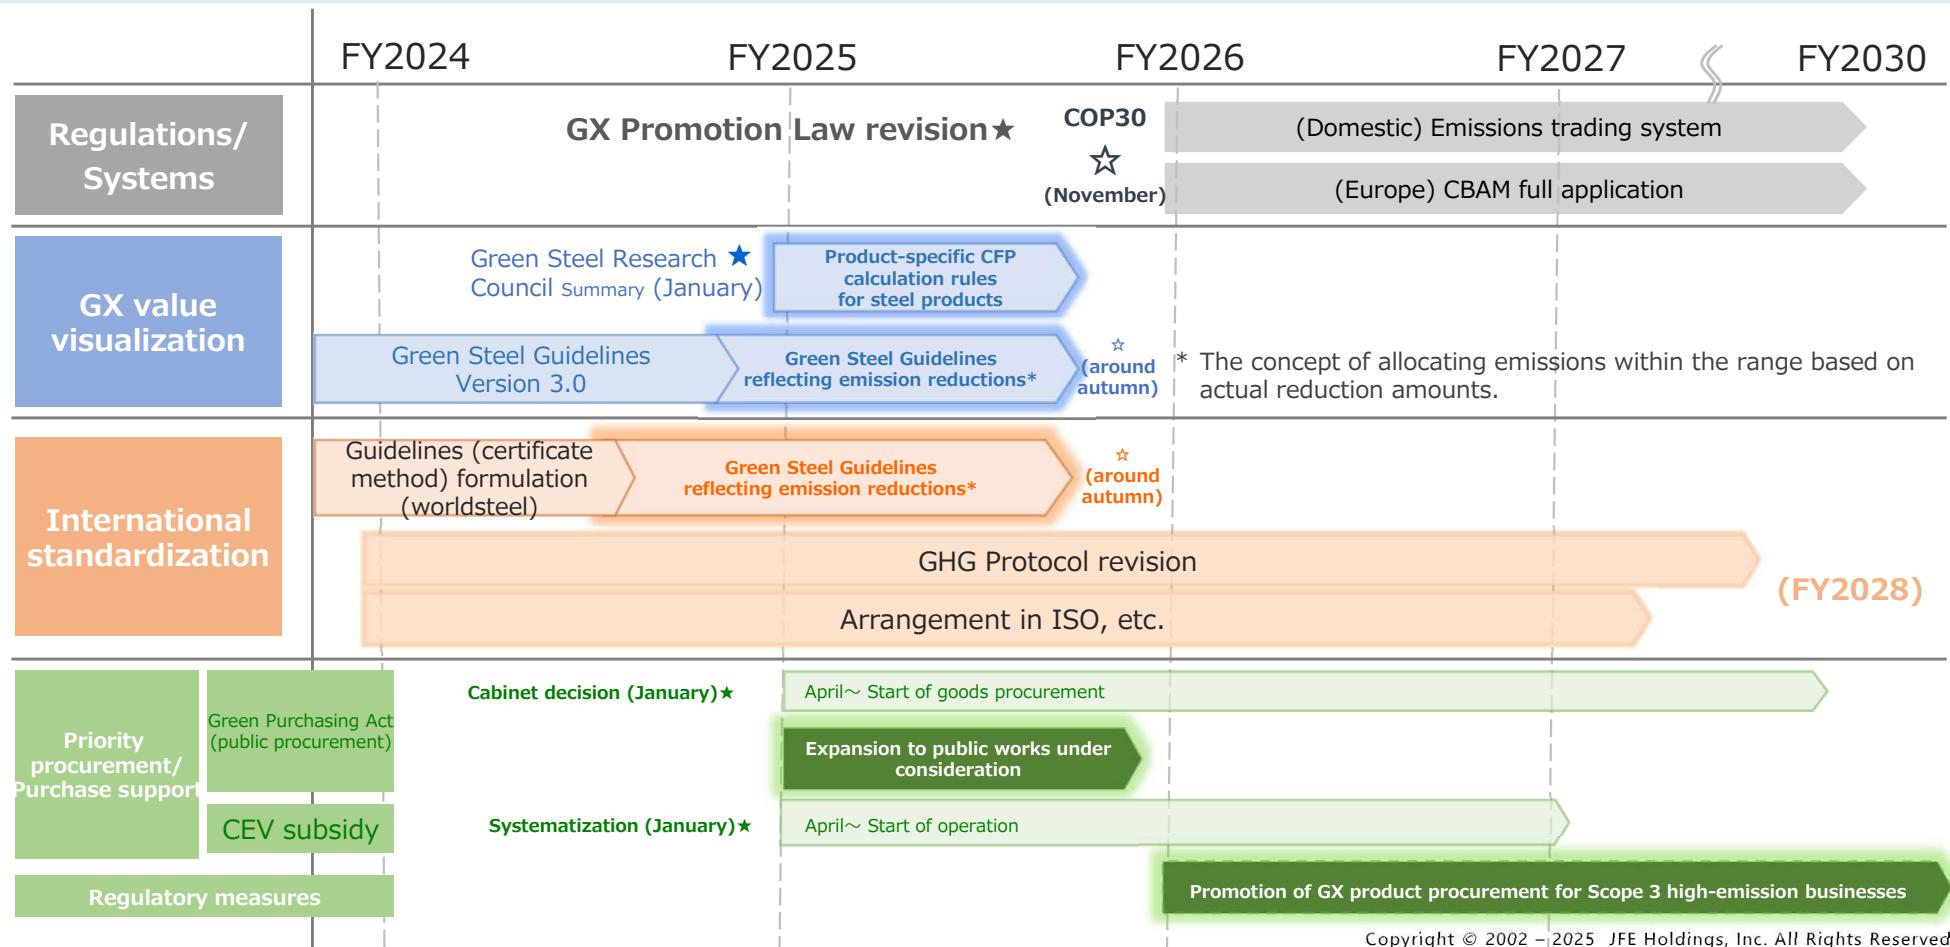 FY2024 FY2025 FY2026 FY2027 FY2030
Regulations/
Systems
GX Promotion Law revision★
COP30
☆
(November)
(Domestic) Emissions trading system
(Europe) CBAM full application
GX value
visualization
Green Steel Research ★
Council Summary (January)
Product-specific CFP
calculation rules
for steel products
Green Steel Guidelines
Version 3.0
Green Steel Guidelines
reflecting emission reductions*
☆
(around
autumn)
* The concept of allocating emissions within the range based on
actual reduction amounts.
International
standardization
Guidelines (certificate
method) formulation
(worldsteel)
Green Steel Guidelines
reflecting emission reductions*
☆
(around
autumn)
GHG Protocol revision
(FY2028)
Arrangement in ISO, etc.
Priority
procurement/
Purchase support
Green Purchasing Act
(public procurement)
Cabinet decision (January)★
April～ Start of goods procurement
Expansion to public works under
consideration
CEV subsidy
Systematization (January)★
April～ Start of operation
Regulatory measures
Promotion of GX product procurement for Scope 3 high-emission businesses
Copyright © 2002 – 2025 JFE Holdings, Inc. All Rights Reserved